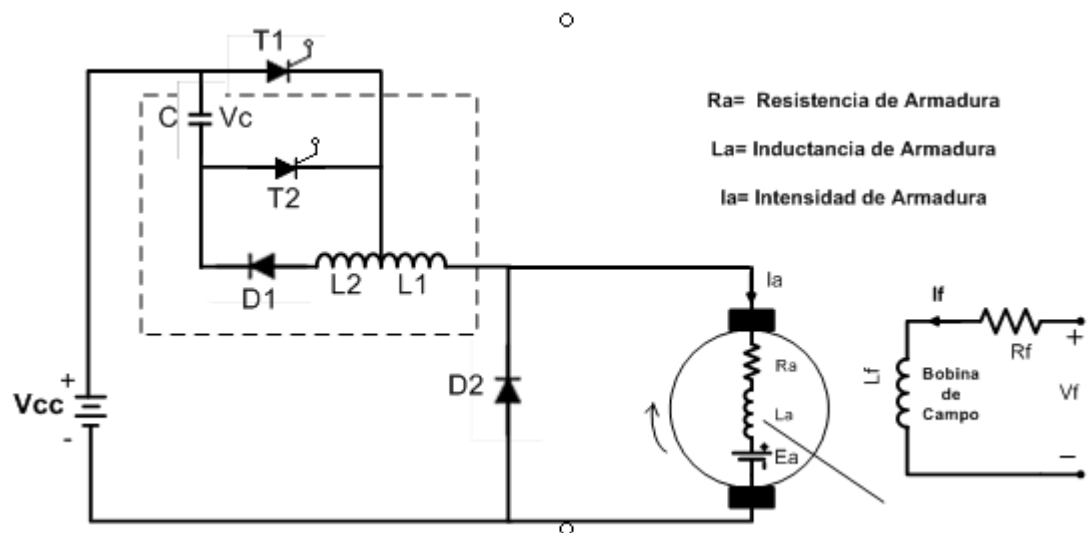 T1
C
Vc
T2
D1
L2
L1
+
Vcc
-
D2
Ia
Ra
La
+
Ea
Ra= Resistencia de Armadura
La= Inductancia de Armadura
Ia= Intensidad de Armadura
If
Rf
+
Lf
Bobina
de
Campo
Vf
−